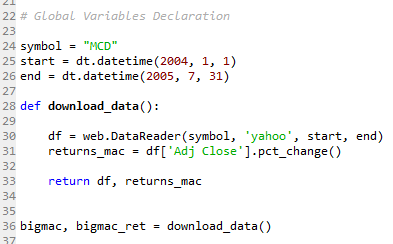 21
22 # Global Variables Declaration
23
24 symbol = "MCD"
25 start = dt.datetime(2004, 1, 1)
26 end = dt.datetime(2005, 7, 31)
27
28 def download_data():
29
30     df = web.DataReader(symbol, 'yahoo', start, end)
31     returns_mac = df['Adj Close'].pct_change()
32
33     return df, returns_mac
34
35
36 bigmac, bigmac_ret = download_data()
37